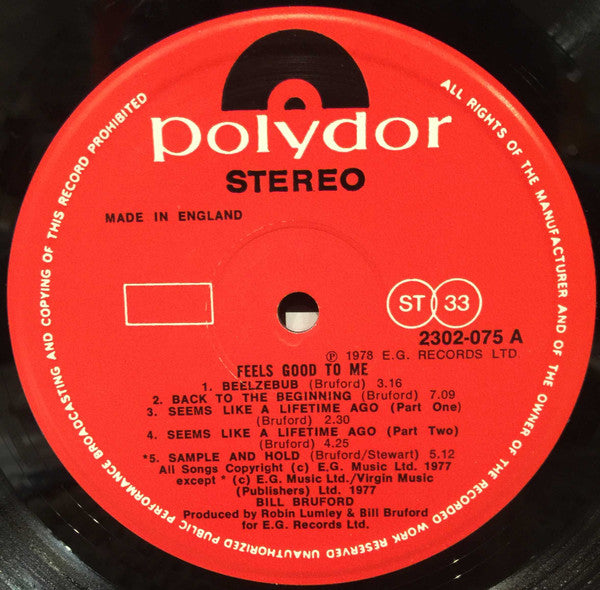 polydor
STEREO
MADE IN ENGLAND
ST 33
2302-075 A
℗ 1978 E.G. RECORDS LTD
FEELS GOOD TO ME
1. BEELZEBUB (Bruford) 3.16
2. BACK TO THE BEGINNING (Bruford) 7.09
3. SEEMS LIKE A LIFETIME AGO (Part One)
(Bruford) 2.30
4. SEEMS LIKE A LIFETIME AGO (Part Two)
(Bruford) 4.25
*5. SAMPLE AND HOLD (Bruford/Stewart) 5.12
All Songs Copyright (c) E.G. Music Ltd. 1977
except * (c) E.G. Music Ltd./Virgin Music
(Publishers) Ltd. 1977
BILL BRUFORD
Produced by Robin Lumley & Bill Bruford
for E.G. Records Ltd.
ALL RIGHTS OF THE MANUFACTURER AND OF THE OWNER OF THE RECORDED WORK RESERVED UNAUTHORIZED PUBLIC PERFORMANCE BROADCASTING AND COPYING OF THIS RECORD PROHIBITED